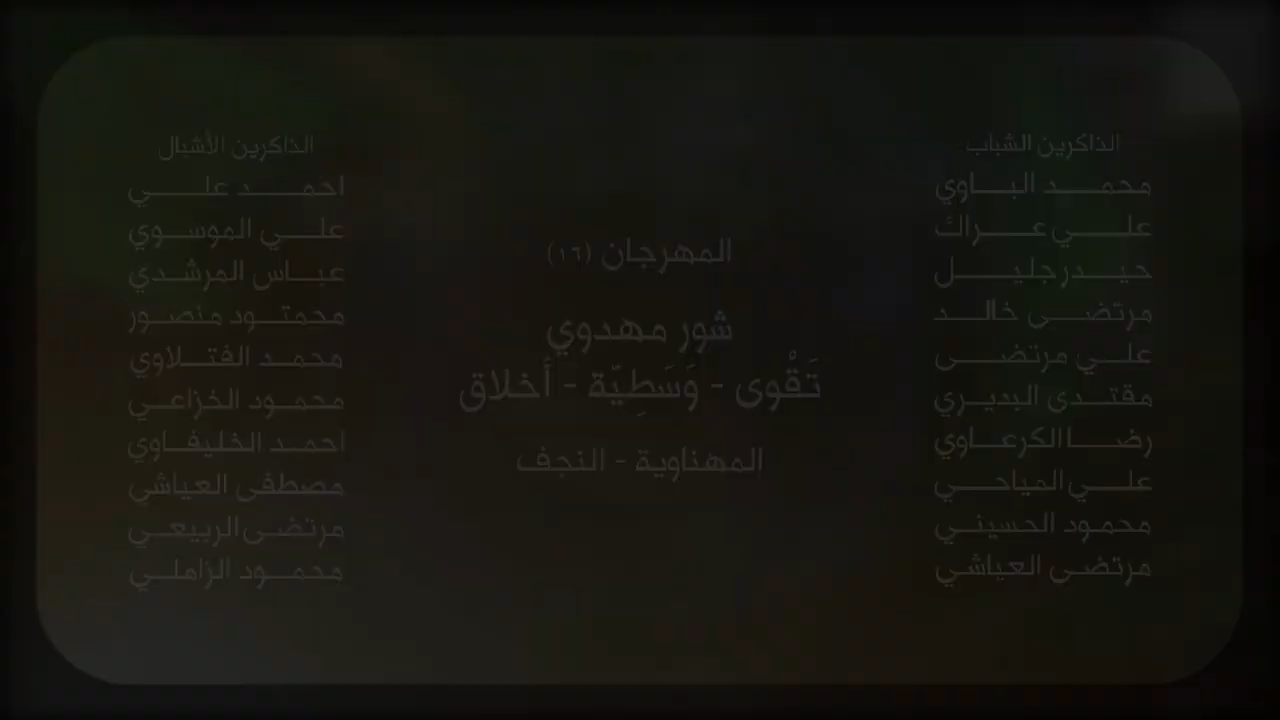 الذاكرين الشباب
محمد الباوي
علي عراك
حيدر جليل
مرتضى خالد
علي مرتضى
مقتدى البديري
رضا الكرعاوي
علي المياحي
محمود الحسيني
مرتضى العياشي
المهرجان (١٦)
شور مهدوي
تَقْوى - وَسَطِيّة - أخلاق
المهناوية - النجف
الذاكرين الأشبال
احمد علي
علي الموسوي
عباس المرشدي
محمود منصور
محمد الفتلاوي
محمود الخزاعي
احمد الخليفاوي
مصطفى العياشي
مرتضى الربيعي
محمود الزاملي